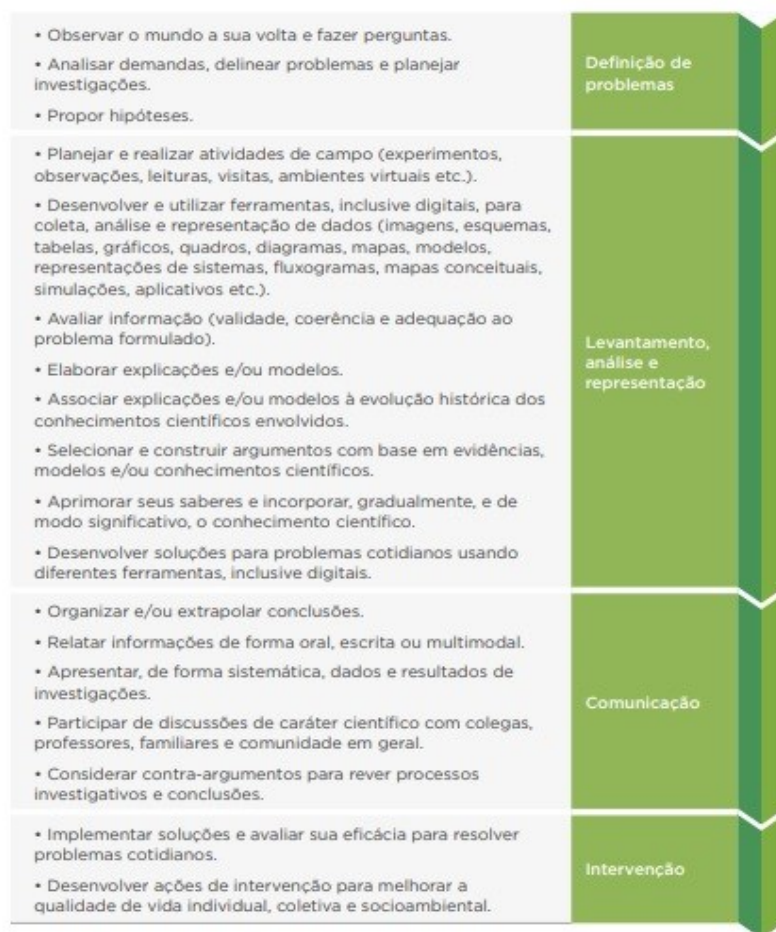 • Observar o mundo a sua volta e fazer perguntas.
• Analisar demandas, delinear problemas e planejar
investigações.
• Propor hipóteses.
Definição de
problemas
• Planejar e realizar atividades de campo (experimentos,
observações, leituras, visitas, ambientes virtuais etc.).
• Desenvolver e utilizar ferramentas, inclusive digitais, para
coleta, análise e representação de dados (imagens, esquemas,
tabelas, gráficos, quadros, diagramas, mapas, modelos,
representações de sistemas, fluxogramas, mapas conceituais,
simulações, aplicativos etc.).
• Avaliar informação (validade, coerência e adequação ao
problema formulado).
• Elaborar explicações e/ou modelos.
• Associar explicações e/ou modelos à evolução histórica dos
conhecimentos científicos envolvidos.
• Selecionar e construir argumentos com base em evidências,
modelos e/ou conhecimentos científicos.
• Aprimorar seus saberes e incorporar, gradualmente, e de
modo significativo, o conhecimento científico.
• Desenvolver soluções para problemas cotidianos usando
diferentes ferramentas, inclusive digitais.
Levantamento,
análise e
representação
• Organizar e/ou extrapolar conclusões.
• Relatar informações de forma oral, escrita ou multimodal.
• Apresentar, de forma sistemática, dados e resultados de
investigações.
• Participar de discussões de caráter científico com colegas,
professores, familiares e comunidade em geral.
• Considerar contra-argumentos para rever processos
investigativos e conclusões.
Comunicação
• Implementar soluções e avaliar sua eficácia para resolver
problemas cotidianos.
• Desenvolver ações de intervenção para melhorar a
qualidade de vida individual, coletiva e socioambiental.
Intervenção